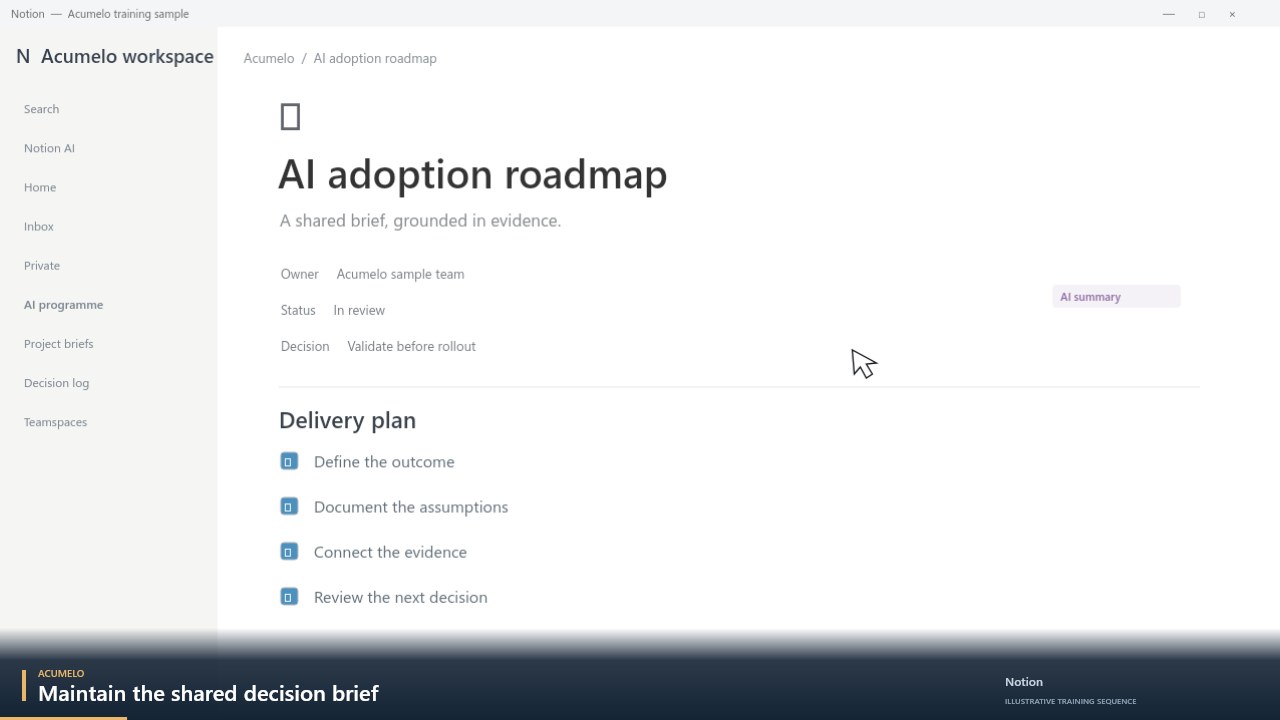 Notion — Acumelo training sample
N Acumelo workspace
Search
Notion AI
Home
Inbox
Private
AI programme
Project briefs
Decision log
Teamspaces
Acumelo / AI adoption roadmap
AI adoption roadmap
A shared brief, grounded in evidence.
Owner Acumelo sample team
Status In review
Decision Validate before rollout
AI summary
Delivery plan
Define the outcome
Document the assumptions
Connect the evidence
Review the next decision
ACUMELO
Maintain the shared decision brief
Notion
ILLUSTRATIVE TRAINING SEQUENCE